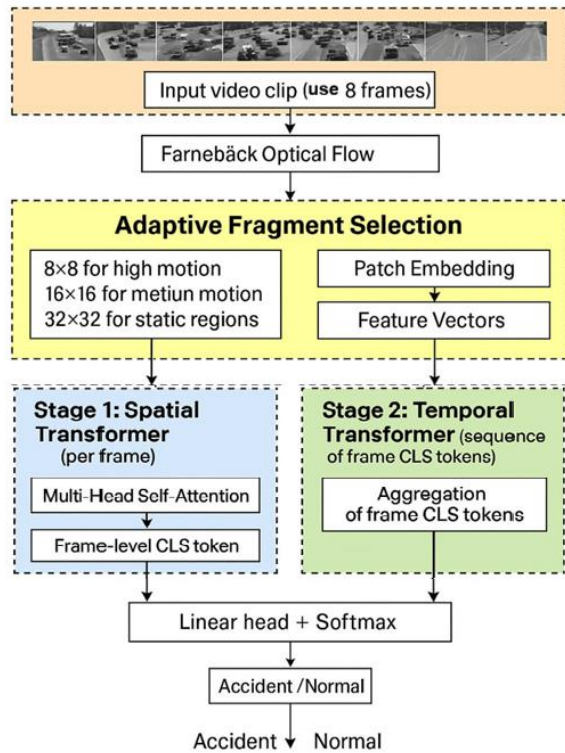 Input video clip (use 8 frames)
Farnebäck Optical Flow
Adaptive Fragment Selection
8×8 for high motion
16×16 for metiun motion
32×32 for static regions
Patch Embedding
Feature Vectors
Stage 1: Spatial
Transformer
(per frame)
Multi-Head Self-Attention
Frame-level CLS token
Stage 2: Temporal
Transformer (sequence
of frame CLS tokens)
Aggregation
of frame CLS tokens
Linear head + Softmax
Accident /Normal
Accident Normal